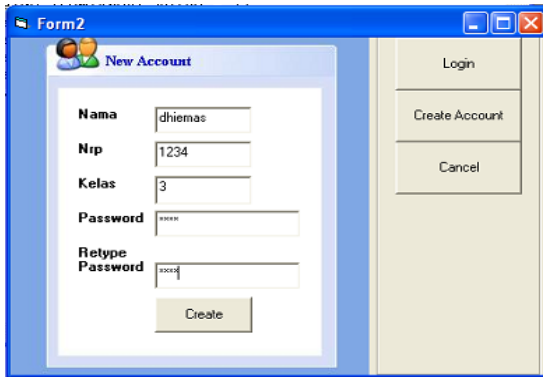 Form2
New Account
Nama dhiemas
Nrp 1234
Kelas 3
Password ****
Retype
Password ****
Create
Login
Create Account
Cancel